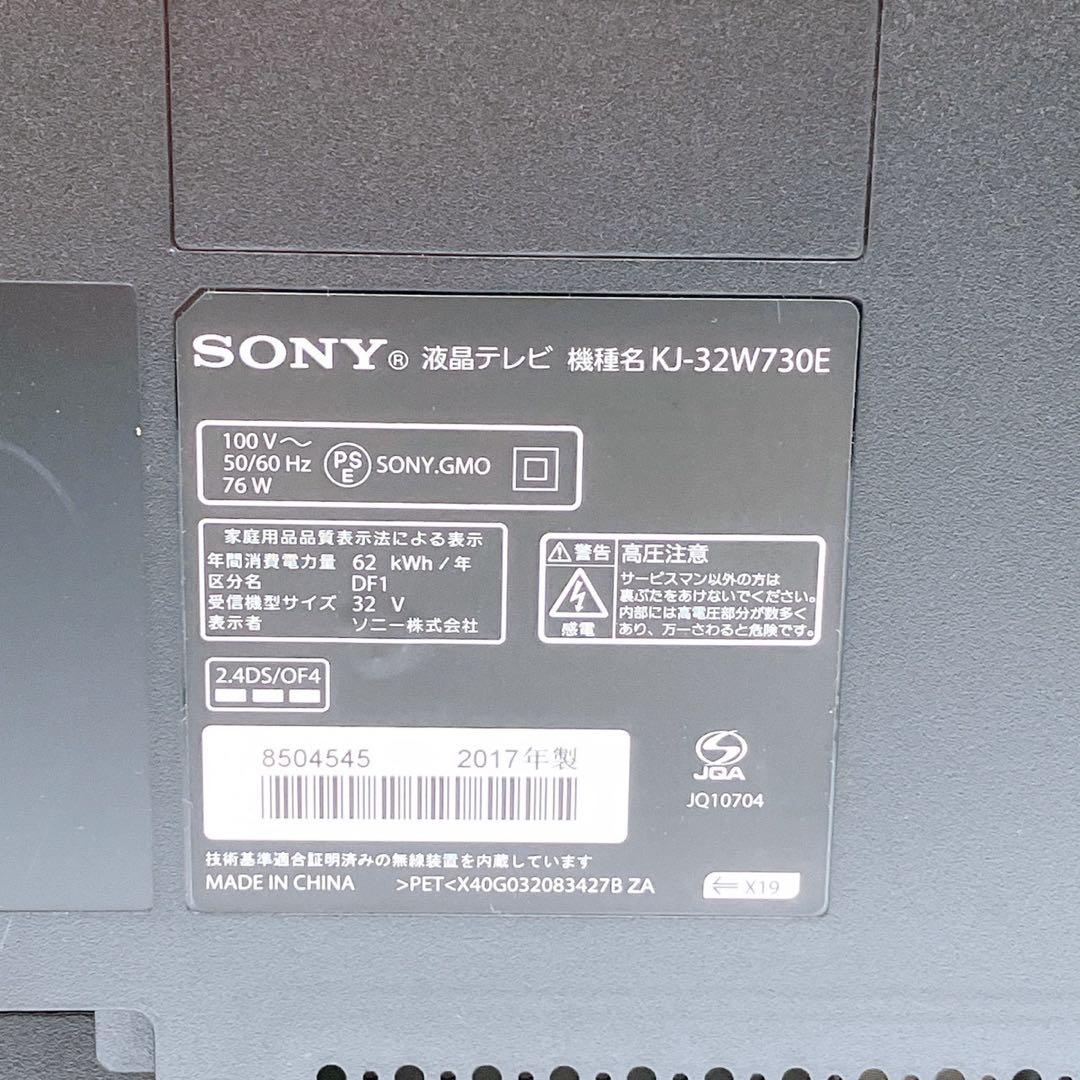 SONY® 液晶テレビ 機種名 KJ-32W730E
100 V～
50/60 Hz
76 W
PS
E
SONY.GMO
家庭用品品質表示法による表示
年間消費電力量 62 kWh / 年
区分名 DF1
受信機型サイズ 32 V
表示者 ソニー株式会社
警告 高圧注意
感電
サービスマン以外の方は
裏ぶたをあけないでください。
内部には高電圧部分が数多く
あり、万一さわると危険です。
2.4DS/OF4
8504545 2017年製
JQA
JQ10704
技術基準適合証明済みの無線装置を内蔵しています
MADE IN CHINA >PET<X40G032083427B ZA
⇐ X19